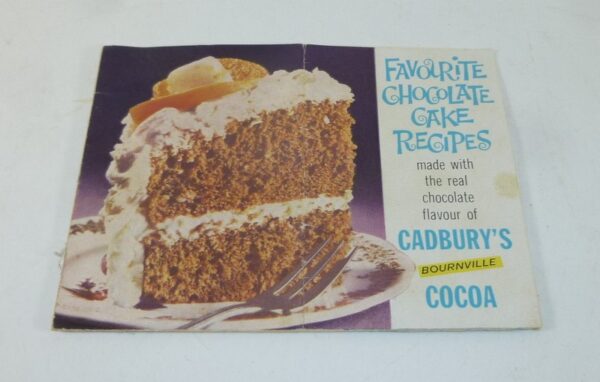 FAVOURITE
CHOCOLATE
CAKE
RECIPES
made with
the real
chocolate
flavour of
CADBURY'S
BOURNVILLE
COCOA